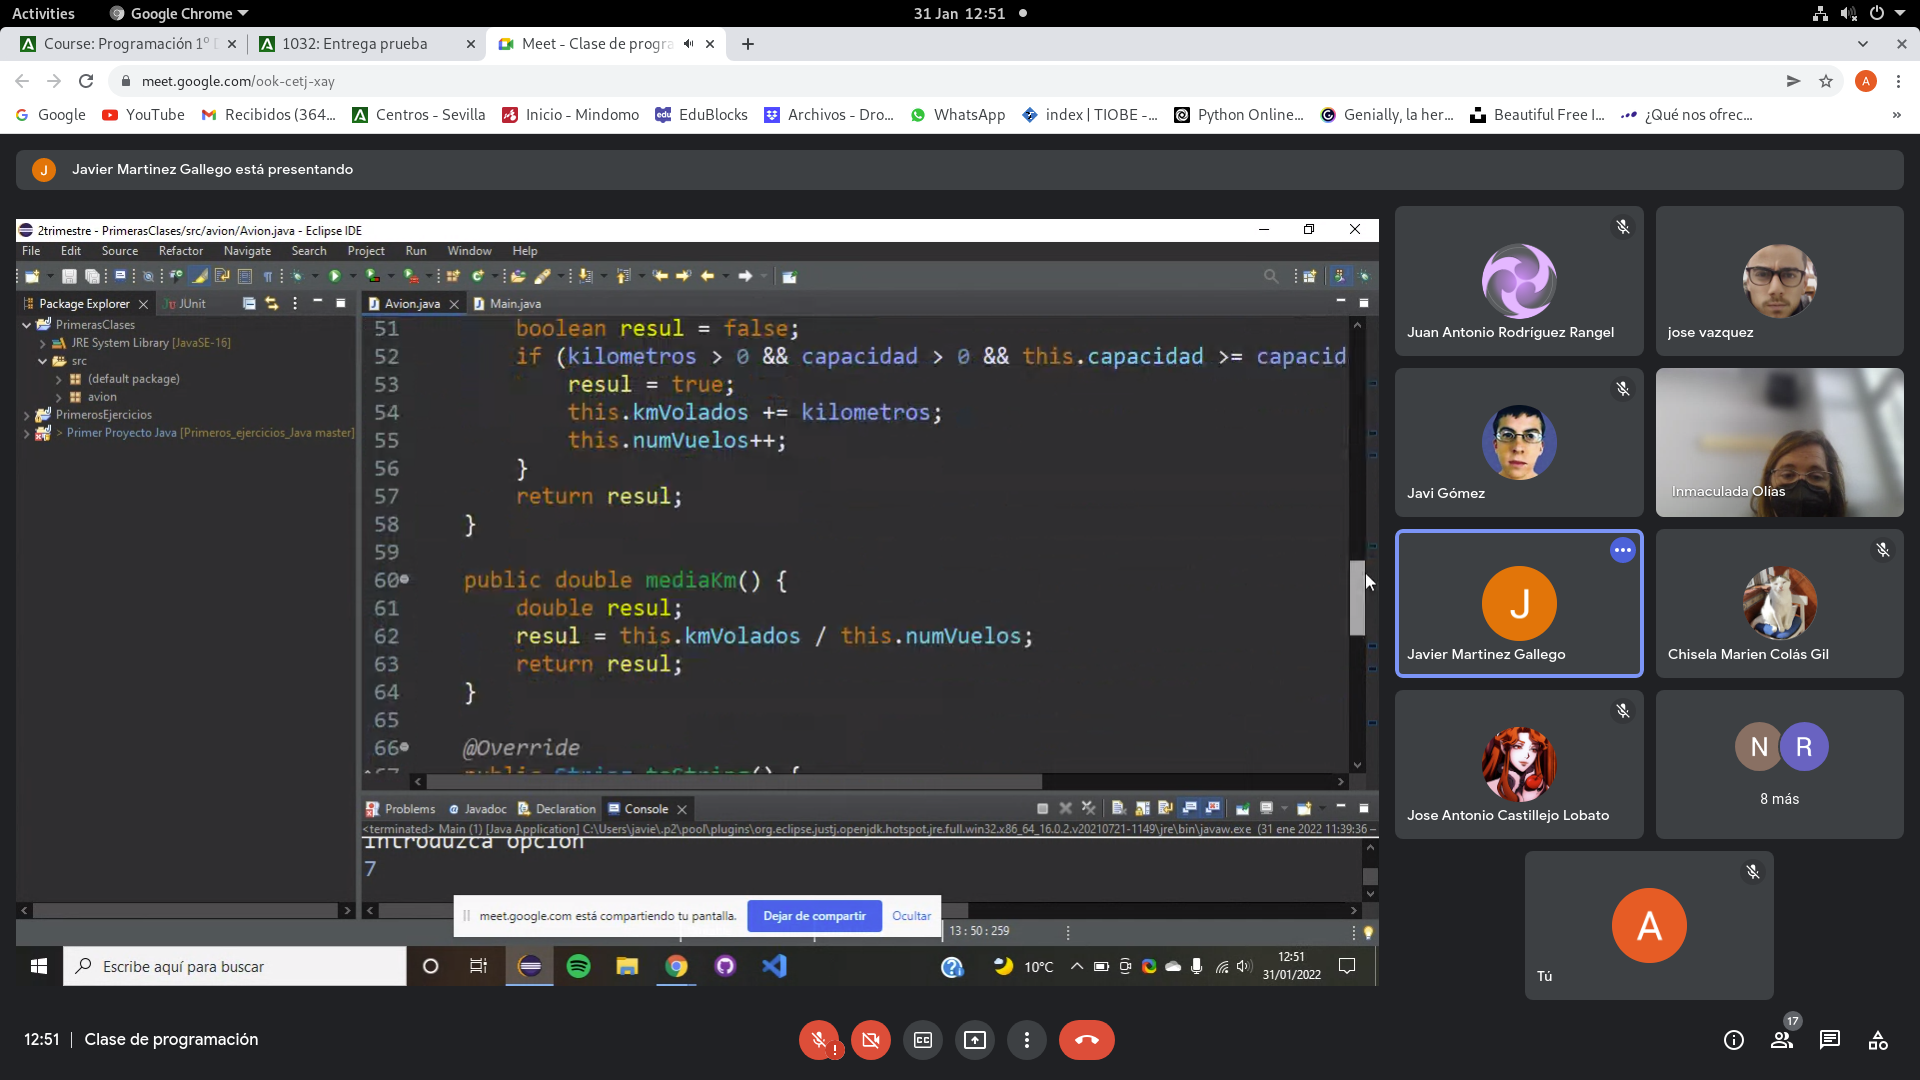 Activities
Google Chrome
31 Jan 12:51
Course: Programación 1º
1032: Entrega prueba
Meet - Clase de progra
meet.google.com/ook-cetj-xay
A
Google
YouTube
Recibidos (364...
Centros - Sevilla
Inicio - Mindomo
EduBlocks
Archivos - Dro...
WhatsApp
index | TIOBE -...
Python Online...
Genially, la her...
Beautiful Free I...
¿Qué nos ofrec...
»
J Javier Martinez Gallego está presentando
2trimestre - PrimerasClases/src/avion/Avion.java - Eclipse IDE
File Edit Source Refactor Navigate Search Project Run Window Help
Package Explorer
JUnit
Avion.java
Main.java
PrimerasClases
JRE System Library [JavaSE-16]
src
(default package)
avion
PrimerosEjercicios
> Primer Proyecto Java [Primeros_ejercicios_Java master]
51 boolean resul = false;
52 if (kilometros > 0 && capacidad > 0 && this.capacidad >= capacid
53 resul = true;
54 this.kmVolados += kilometros;
55 this.numVuelos++;
56 }
57 return resul;
58 }
59
60 public double mediaKm() {
61 double resul;
62 resul = this.kmVolados / this.numVuelos;
63 return resul;
64 }
65
66 @Override
67 public String toString() {
Problems
Javadoc
Declaration
Console
<terminated> Main (1) [Java Application] C:\Users\javie\.p2\pool\plugins\org.eclipse.justj.openjdk.hotspot.jre.full.win32.x86_64_16.0.2.v20210721-1149\jre\bin\javaw.exe (31 ene 2022 11:39:36 –
Introduzca opcion
7
meet.google.com está compartiendo tu pantalla.
Dejar de compartir
Ocultar
13 : 50 : 259
Escribe aquí para buscar
10°C
12:51
31/01/2022
Juan Antonio Rodríguez Rangel
jose vazquez
Javi Gómez
Inmaculada Olías
J
Javier Martinez Gallego
Chisela Marien Colás Gil
Jose Antonio Castillejo Lobato
N R
8 más
A
Tú
12:51 | Clase de programación
17